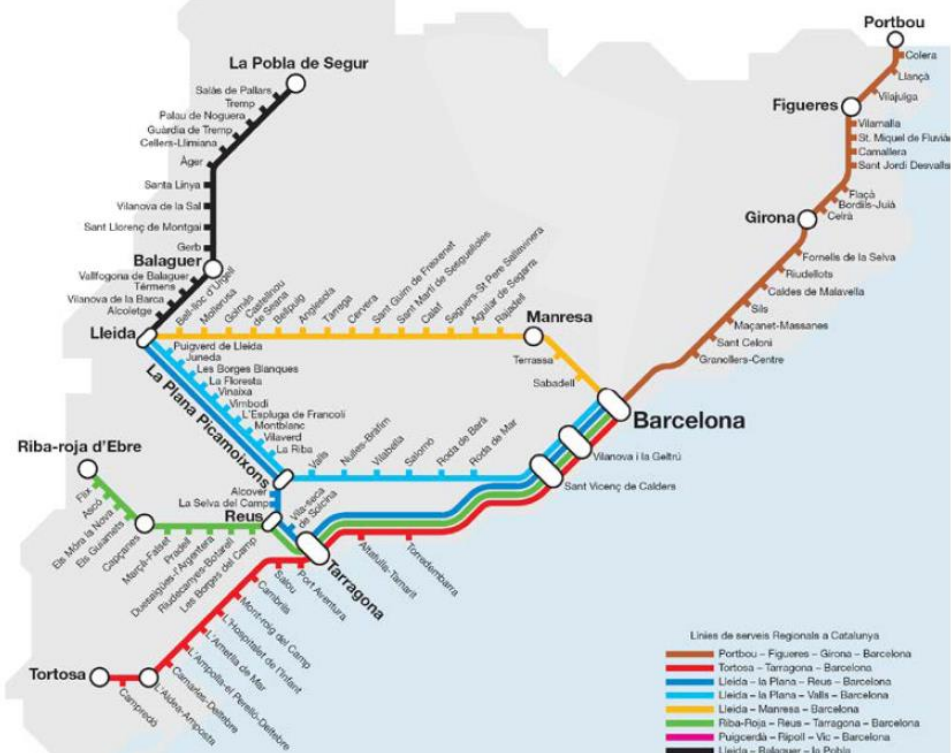 Portbou
Colera
Llançà
Vilajuïga
Figueres
Vilamalla
St. Miquel de Fluvià
Camallera
Sant Jordi Desvalls
Flaçà
Bordils-Juià
Celrà
Girona
Fornells de la Selva
Riudellots
Caldes de Malavella
Sils
Maçanet-Massanes
Sant Celoni
Granollers-Centre
La Pobla de Segur
Salàs de Pallars
Tremp
Palau de Noguera
Guàrdia de Tremp
Cellers-Llimiana
Àger
Santa Linya
Vilanova de la Sal
Sant Llorenç de Montgai
Gerb
Balaguer
Vallfogona de Balaguer
Térmens
Vilanova de la Barca
Alcoletge
Lleida
Bell-lloc d'Urgell
Mollerusa
Golmés
Castellnou
de Seana
Bellpuig
Anglesola
Tàrrega
Cervera
Sant Guim de Freixenet
Sant Martí de Sesgueioles
Calaf
Seguers-St Pere Sallavinera
Aguilar de Segarra
Rajadell
Manresa
Terrassa
Sabadell
Barcelona
Puigverd de Lleida
Juneda
Les Borges Blanques
La Floresta
Vinaixa
Vimbodí
L'Espluga de Francolí
Montblanc
Vilaverd
La Riba
La Plana Picamoixons
Valls
Nulles-Bràfim
Vilabella
Salomó
Roda de Barà
Roda de Mar
Vilanova i la Geltrú
Sant Vicenç de Calders
Alcover
La Selva del Camp
Reus
Vila-seca
de Solcina
Riba-roja d'Ebre
Flix
Ascó
Els Móra la Nova
Els Guiamets
Capçanes
Marçà-Falset
Pradell
Duesaigües-l'Argentera
Riudecanyes-Botarell
Les Borges del Camp
Tarragona
Altafulla-Tamarit
Torredembarra
Port Aventura
Salou
Cambrils
Mont-roig del Camp
L'Hospitalet de l'Infant
L'Ametlla de Mar
L'Ampolla-el Perelló-Deltebre
Camarles-Deltebre
L'Aldea-Amposta
Campredó
Tortosa
Línies de serveis Regionals a Catalunya
Portbou – Figueres – Girona – Barcelona
Tortosa – Tarragona – Barcelona
Lleida – la Plana – Reus – Barcelona
Lleida – la Plana – Valls – Barcelona
Lleida – Manresa – Barcelona
Riba-Roja – Reus – Tarragona – Barcelona
Puigcerdà – Ripoll – Vic – Barcelona
Lleida – Balaguer – la Pobla